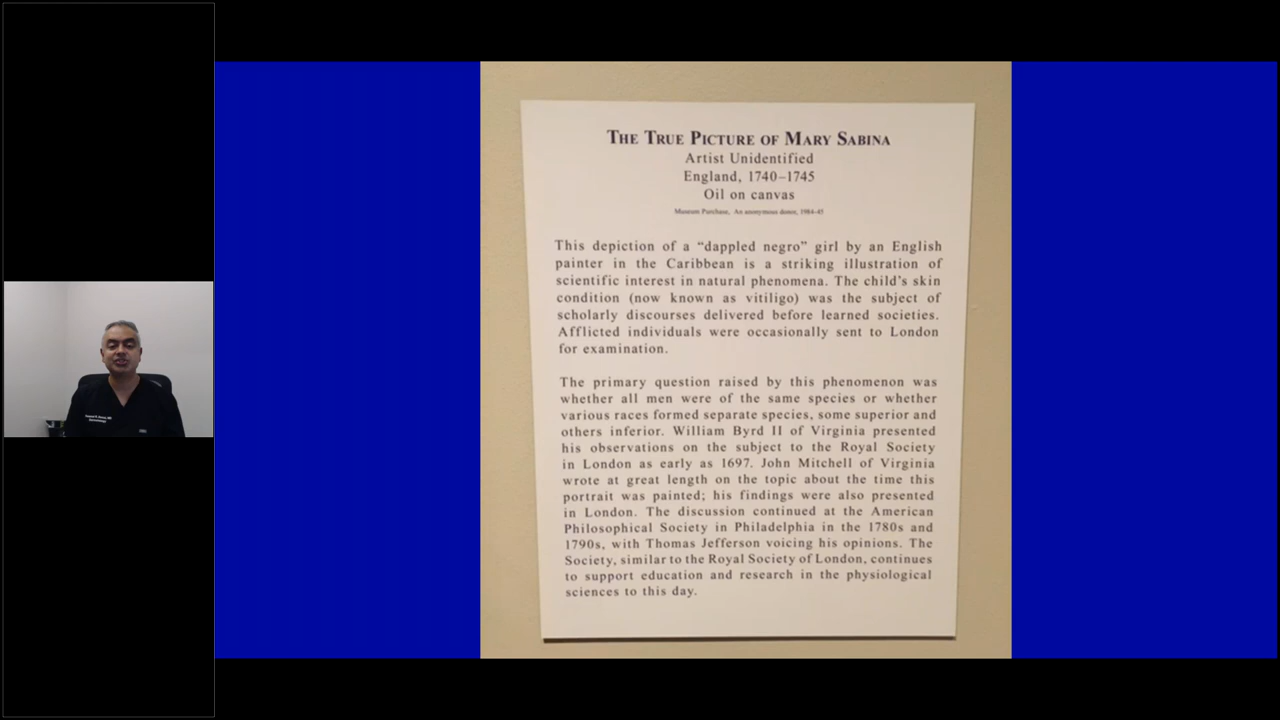 THE TRUE PICTURE OF MARY SABINA
Artist Unidentified
England, 1740–1745
Oil on canvas
Museum Purchase, An anonymous donor, 1984-45
This depiction of a “dappled negro” girl by an English
painter in the Caribbean is a striking illustration of
scientific interest in natural phenomena. The child’s skin
condition (now known as vitiligo) was the subject of
scholarly discourses delivered before learned societies.
Afflicted individuals were occasionally sent to London
for examination.
The primary question raised by this phenomenon was
whether all men were of the same species or whether
various races formed separate species, some superior and
others inferior. William Byrd II of Virginia presented
his observations on the subject to the Royal Society
in London as early as 1697. John Mitchell of Virginia
wrote at great length on the topic about the time this
portrait was painted; his findings were also presented
in London. The discussion continued at the American
Philosophical Society in Philadelphia in the 1780s and
1790s, with Thomas Jefferson voicing his opinions. The
Society, similar to the Royal Society of London, continues
to support education and research in the physiological
sciences to this day.